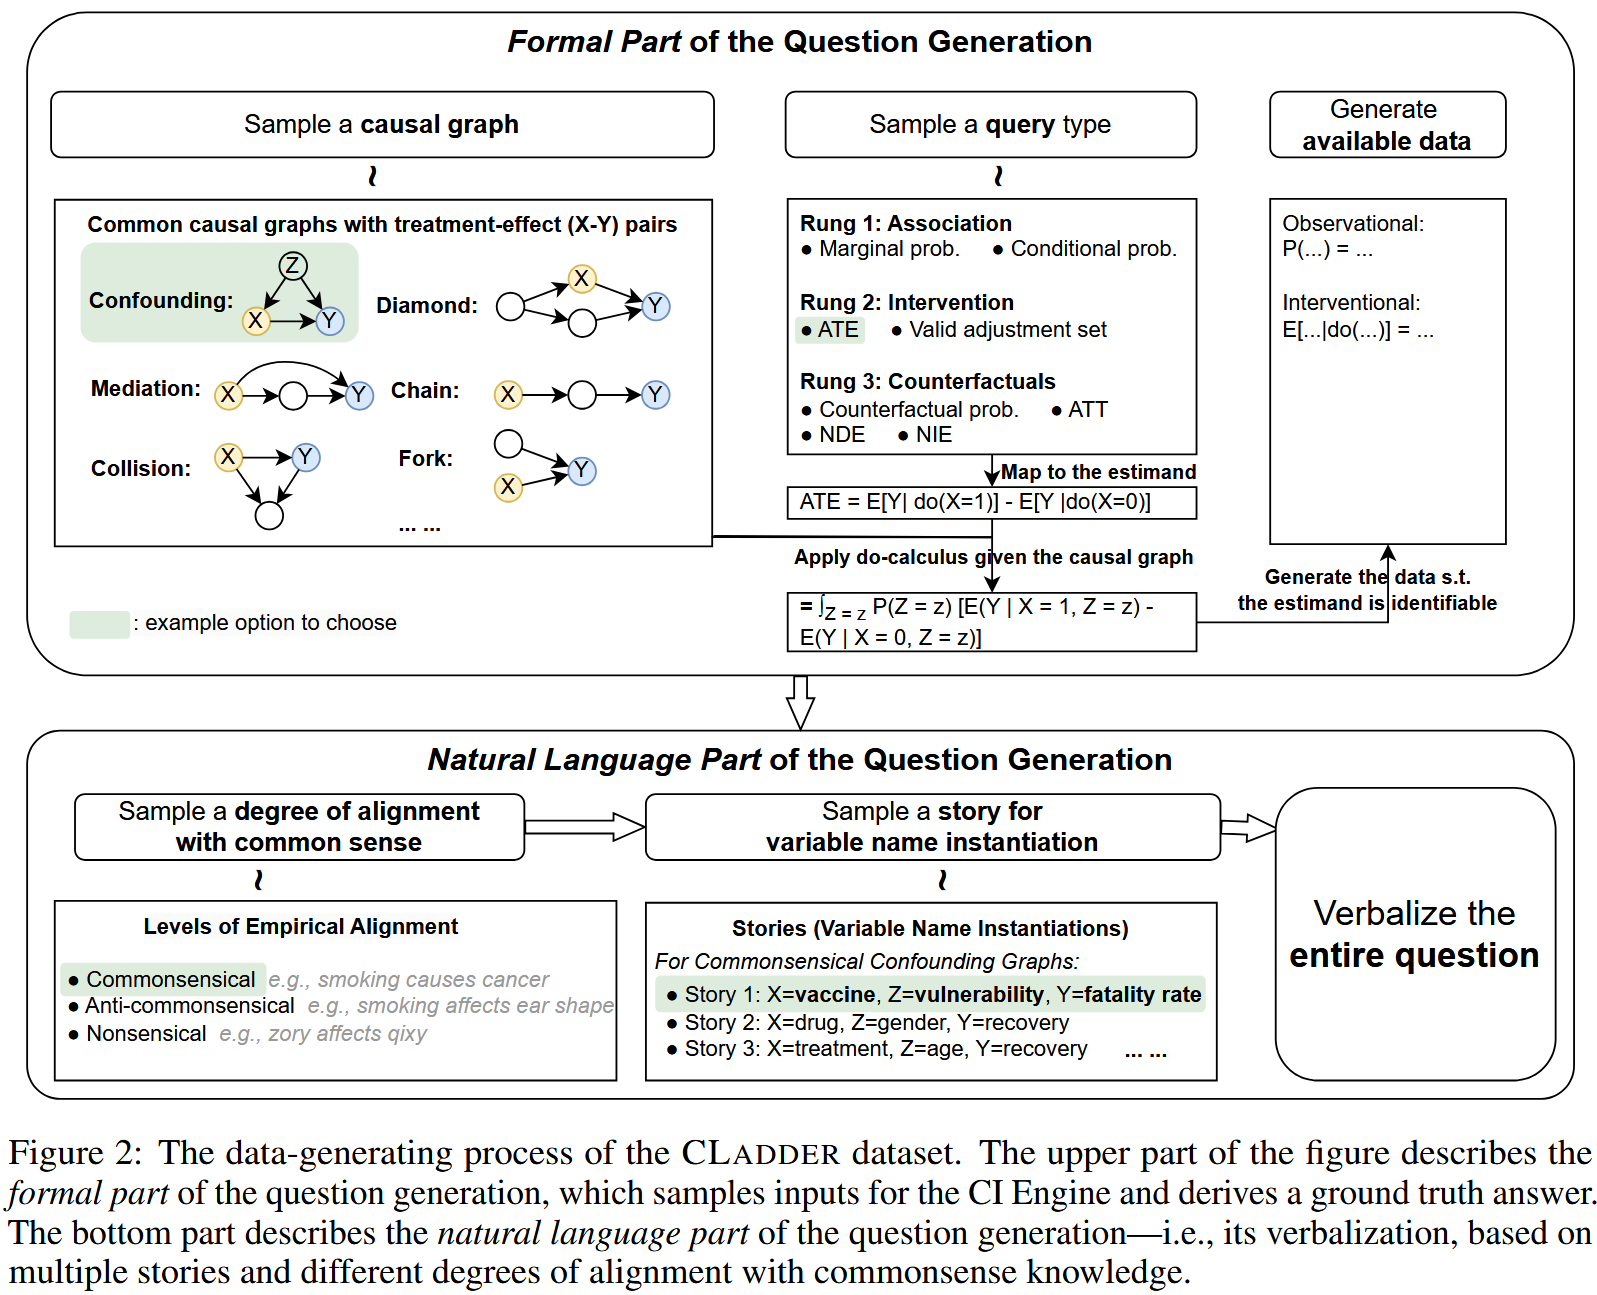 Formal Part of the Question Generation
Sample a causal graph
~
Common causal graphs with treatment-effect (X-Y) pairs
Confounding:
Z
X
Y
Diamond:
X
Y
Mediation:
X
Y
Chain:
X
Y
Collision:
X
Y
Fork:
X
Y
... ...
: example option to choose
Sample a query type
~
Rung 1: Association
● Marginal prob. ● Conditional prob.
Rung 2: Intervention
● ATE ● Valid adjustment set
Rung 3: Counterfactuals
● Counterfactual prob. ● ATT
● NDE ● NIE
Map to the estimand
ATE = E[Y| do(X=1)] - E[Y |do(X=0)]
Apply do-calculus given the causal graph
= ∫Z = z P(Z = z) [E(Y | X = 1, Z = z) -
E(Y | X = 0, Z = z)]
Generate
available data
Observational:
P(...) = ...
Interventional:
E[...|do(...)] = ...
Generate the data s.t.
the estimand is identifiable
Natural Language Part of the Question Generation
Sample a degree of alignment
with common sense
~
Levels of Empirical Alignment
● Commonsensical e.g., smoking causes cancer
● Anti-commonsensical e.g., smoking affects ear shape
● Nonsensical e.g., zory affects qixy
Sample a story for
variable name instantiation
~
Stories (Variable Name Instantiations)
For Commonsensical Confounding Graphs:
● Story 1: X=vaccine, Z=vulnerability, Y=fatality rate
● Story 2: X=drug, Z=gender, Y=recovery
● Story 3: X=treatment, Z=age, Y=recovery ... ...
Verbalize the
entire question
Figure 2: The data-generating process of the CLADDER dataset. The upper part of the figure describes the
formal part of the question generation, which samples inputs for the CI Engine and derives a ground truth answer.
The bottom part describes the natural language part of the question generation—i.e., its verbalization, based on
multiple stories and different degrees of alignment with commonsense knowledge.